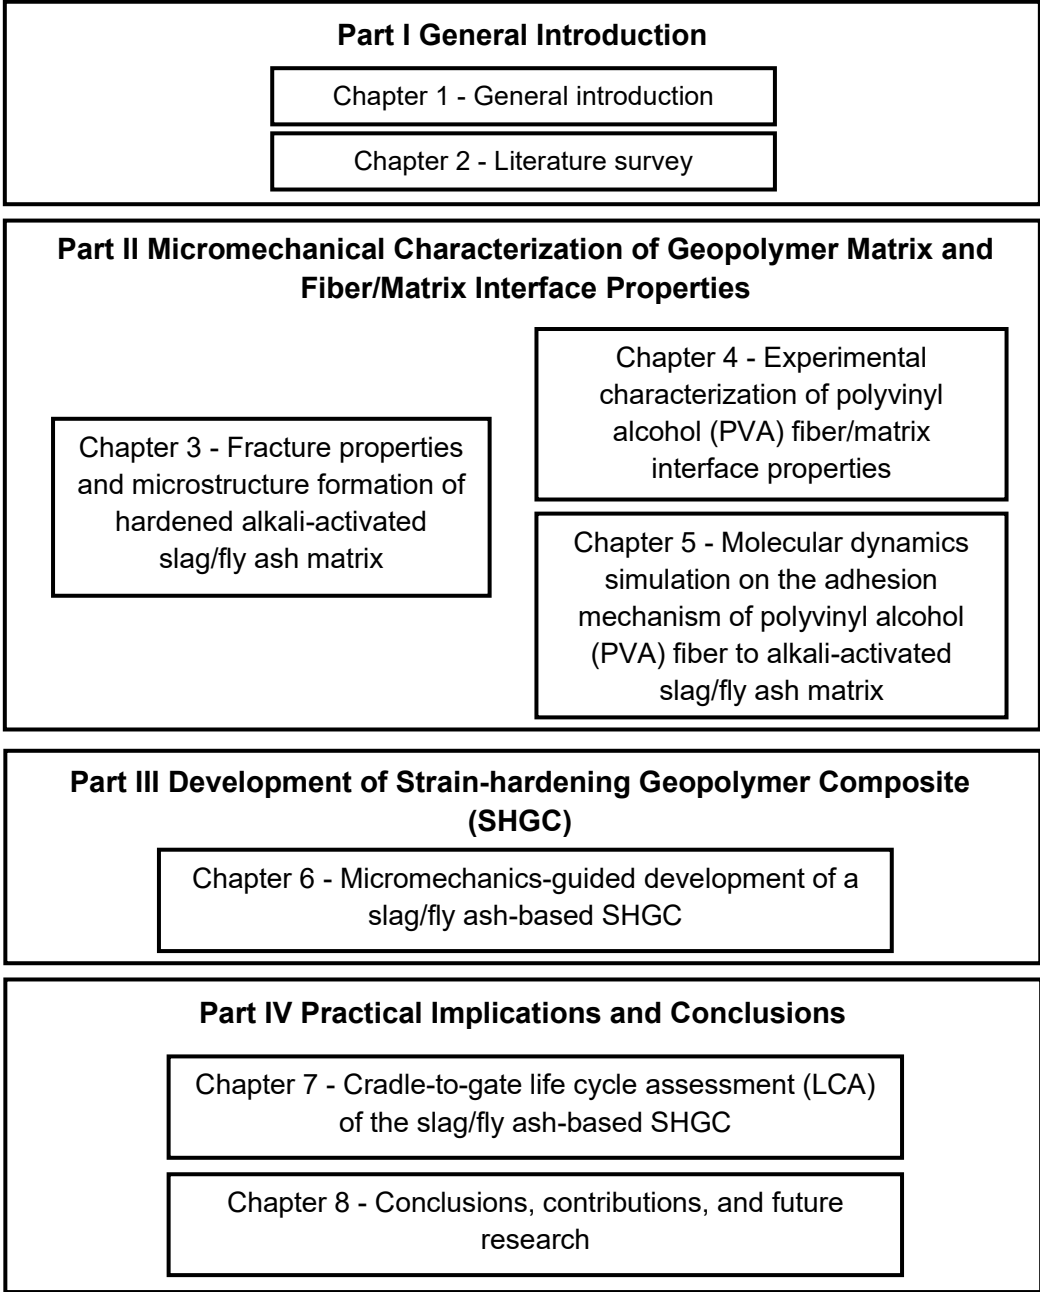 Part I General Introduction
Chapter 1 - General introduction
Chapter 2 - Literature survey
Part II Micromechanical Characterization of Geopolymer Matrix and
Fiber/Matrix Interface Properties
Chapter 3 - Fracture properties
and microstructure formation of
hardened alkali-activated
slag/fly ash matrix
Chapter 4 - Experimental
characterization of polyvinyl
alcohol (PVA) fiber/matrix
interface properties
Chapter 5 - Molecular dynamics
simulation on the adhesion
mechanism of polyvinyl alcohol
(PVA) fiber to alkali-activated
slag/fly ash matrix
Part III Development of Strain-hardening Geopolymer Composite
(SHGC)
Chapter 6 - Micromechanics-guided development of a
slag/fly ash-based SHGC
Part IV Practical Implications and Conclusions
Chapter 7 - Cradle-to-gate life cycle assessment (LCA)
of the slag/fly ash-based SHGC
Chapter 8 - Conclusions, contributions, and future
research